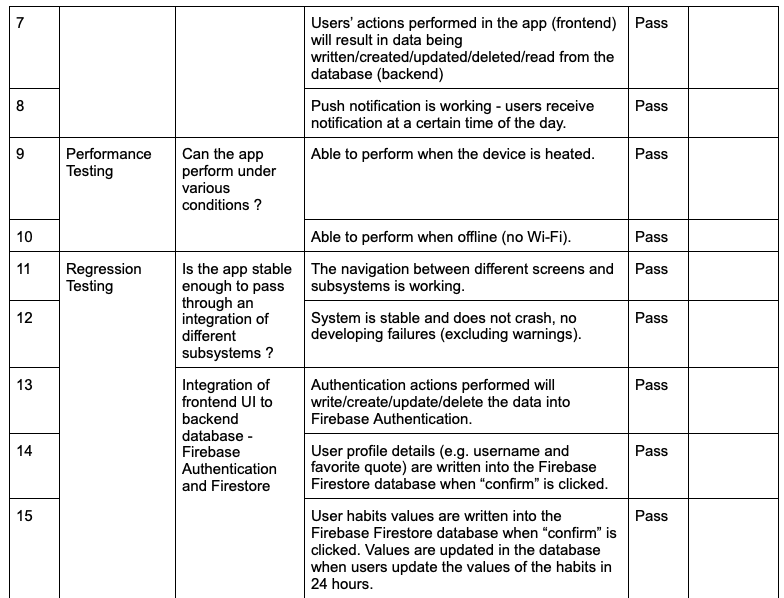 7
Users’ actions performed in the app (frontend)
will result in data being
written/created/updated/deleted/read from the
database (backend)
Pass
8
Push notification is working - users receive
notification at a certain time of the day.
Pass
9
Performance
Testing
Can the app
perform under
various
conditions ?
Able to perform when the device is heated.
Pass
10
Able to perform when offline (no Wi-Fi).
Pass
11
Regression
Testing
Is the app stable
enough to pass
through an
integration of
different
subsystems ?
The navigation between different screens and
subsystems is working.
Pass
12
System is stable and does not crash, no
developing failures (excluding warnings).
Pass
13
Integration of
frontend UI to
backend
database -
Firebase
Authentication
and Firestore
Authentication actions performed will
write/create/update/delete the data into
Firebase Authentication.
Pass
14
User profile details (e.g. username and
favorite quote) are written into the Firebase
Firestore database when “confirm” is clicked.
Pass
15
User habits values are written into the
Firebase Firestore database when “confirm” is
clicked. Values are updated in the database
when users update the values of the habits in
24 hours.
Pass